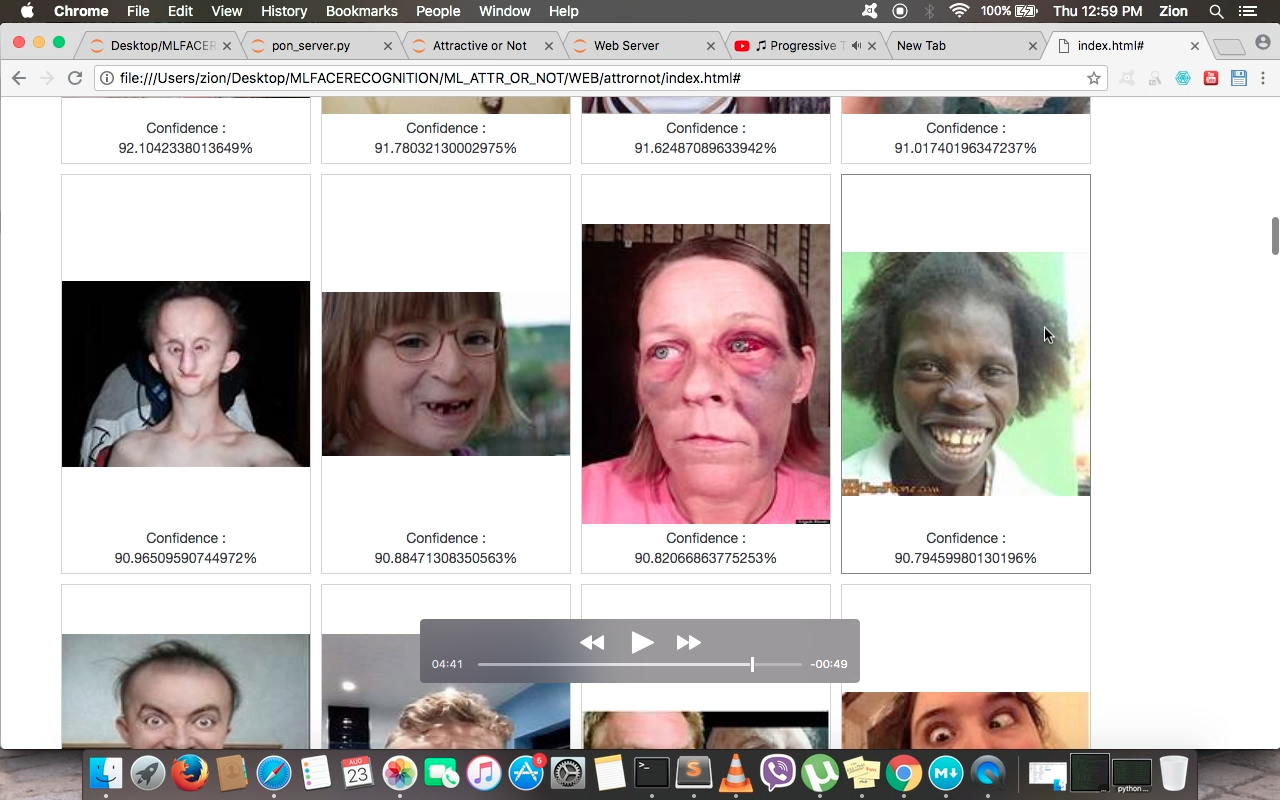 Chrome File Edit View History Bookmarks People Window Help 100% Thu 12:59 PM Zion
Desktop/MLFACER pon_server.py Attractive or Not Web Server Progressive T New Tab index.html#
file:///Users/zion/Desktop/MLFACERECOGNITION/ML_ATTR_OR_NOT/WEB/attrornot/index.html#
Confidence : Confidence : Confidence : Confidence :
92.1042338013649% 91.78032130002975% 91.62487089633942% 91.01740196347237%
Confidence : Confidence : Confidence : Confidence :
90.96509590744972% 90.88471308350563% 90.82066863775253% 90.79459980130196%
04:41 -00:49
AUG
23
6
python ...